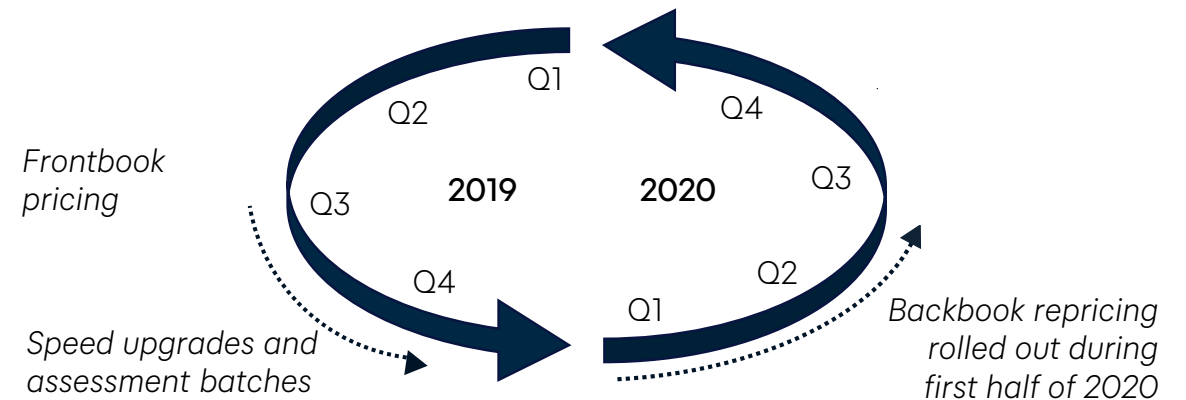 Q1
Q2
Q3
Q4
2019
Frontbook
pricing
Speed upgrades and
assessment batches
2020
Q1
Q2
Q3
Q4
Backbook repricing
rolled out during
first half of 2020